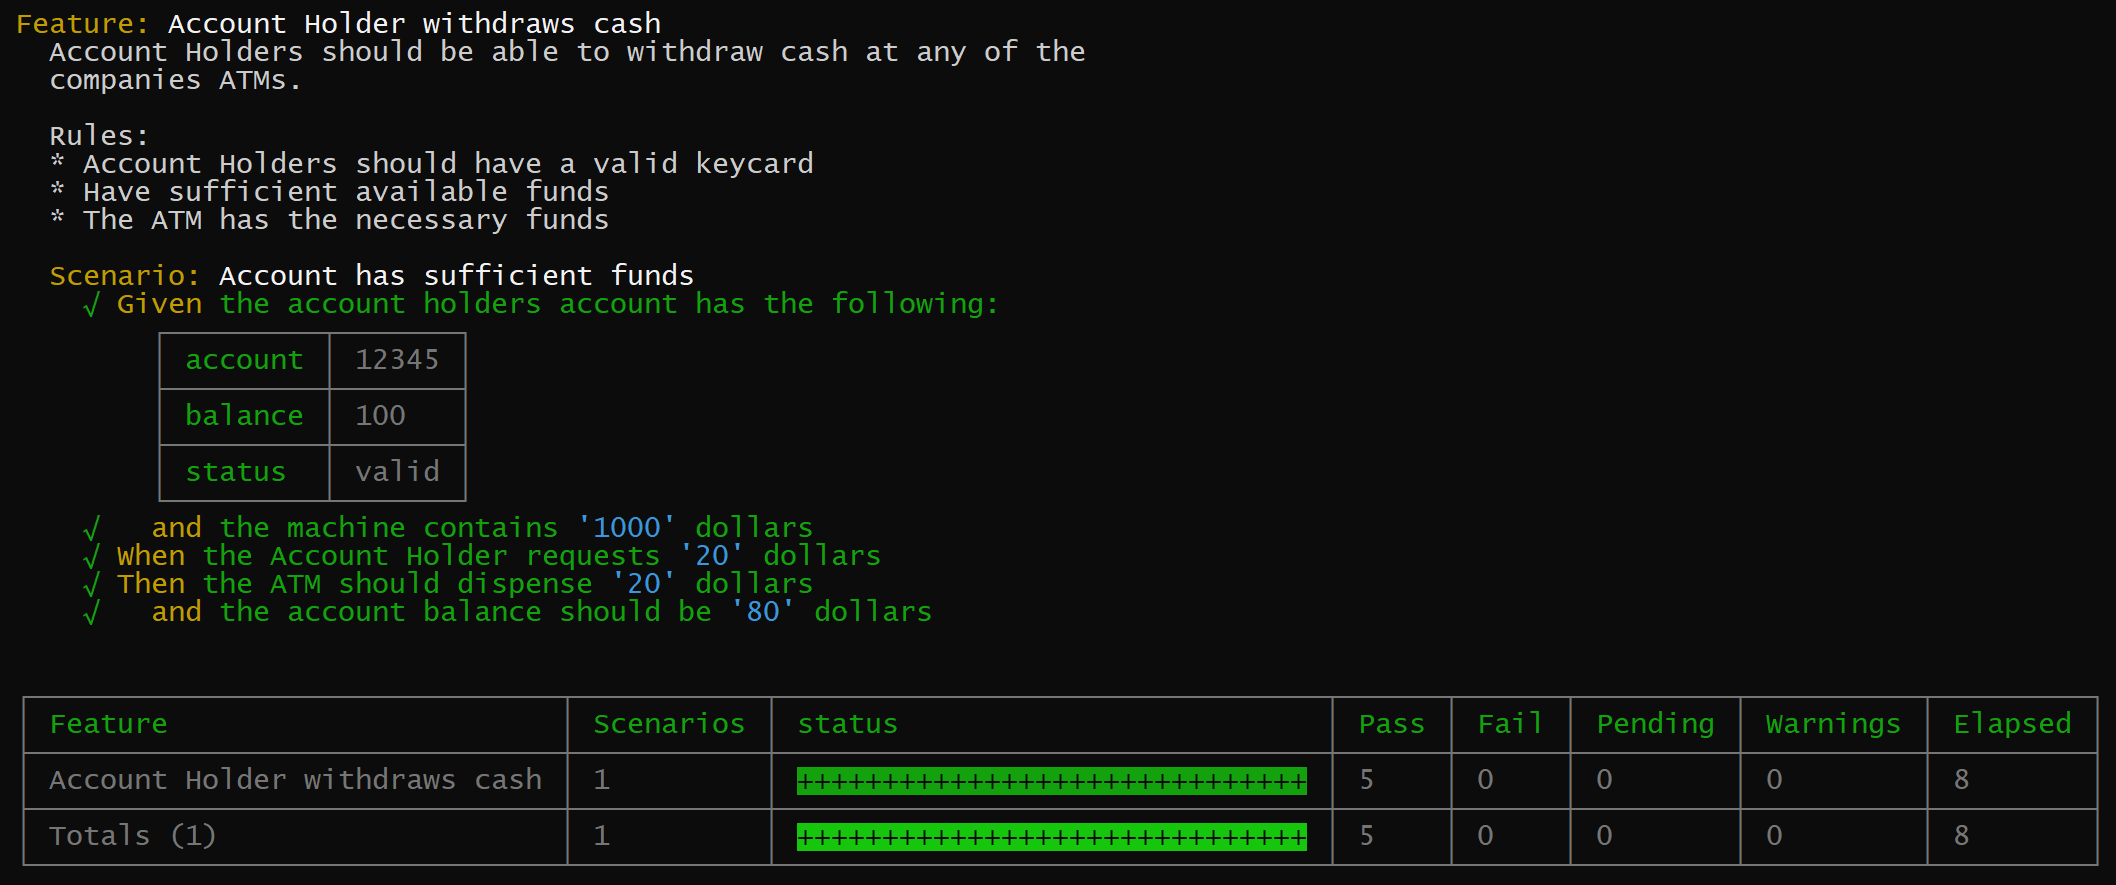 Feature: Account Holder withdraws cash
Account Holders should be able to withdraw cash at any of the
companies ATMs.
Rules:
* Account Holders should have a valid keycard
* Have sufficient available funds
* The ATM has the necessary funds
Scenario: Account has sufficient funds
√ Given the account holders account has the following:
account 12345
balance 100
status valid
√ and the machine contains '1000' dollars
√ When the Account Holder requests '20' dollars
√ Then the ATM should dispense '20' dollars
√ and the account balance should be '80' dollars
Feature Scenarios status Pass Fail Pending Warnings Elapsed
Account Holder withdraws cash 1 ++++++++++++++++++++++++++++++ 5 0 0 0 8
Totals (1) 1 ++++++++++++++++++++++++++++++ 5 0 0 0 8